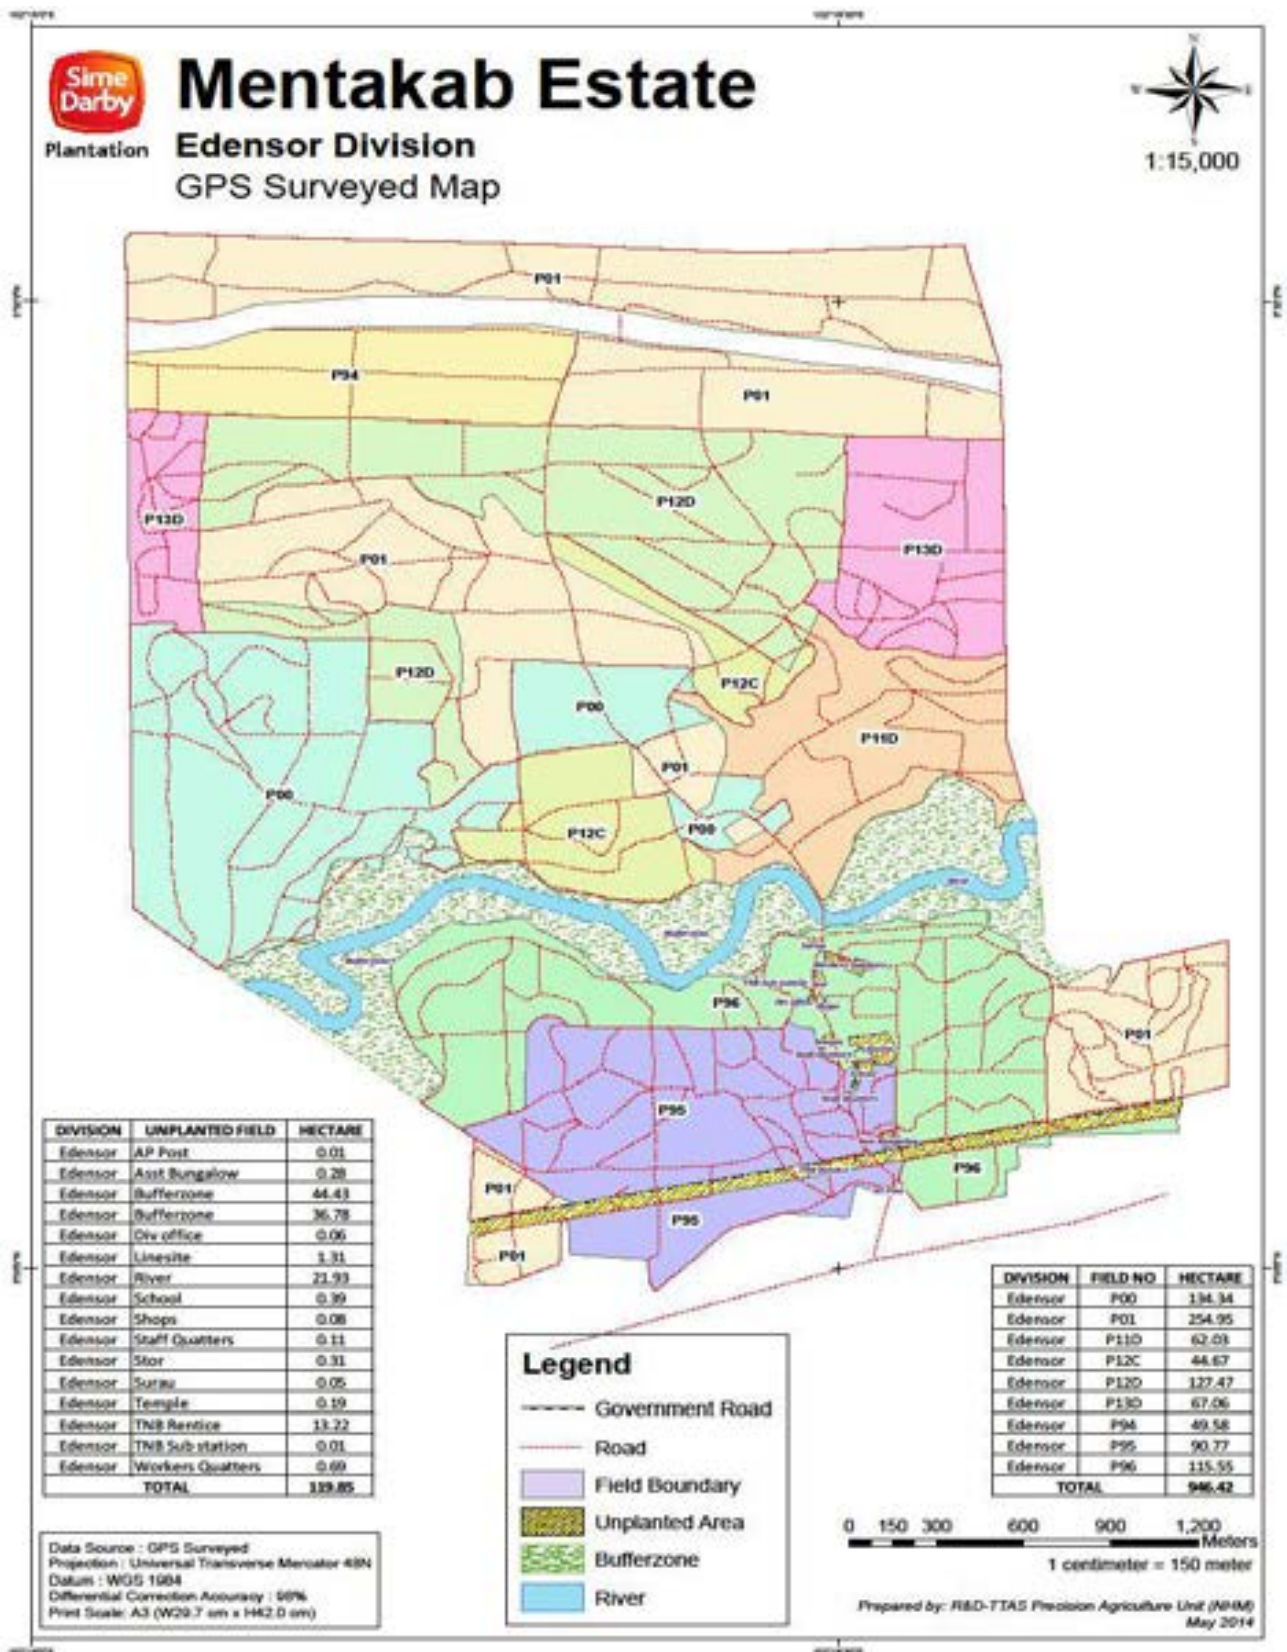 Sime
Darby
Plantation
Mentakab Estate
Edensor Division
GPS Surveyed Map
N
W
E
S
1:15,000
P01
P94
P01
P12D
P13D
P13D
P01
P12D
P12C
P00
P11D
P01
P00
P12C
P00
River
Bufferzone
Bufferzone
P96
P01
P95
P96
P01
P95
P01
DIVISION UNPLANTED FIELD HECTARE
Edensor AP Post 0.01
Edensor Asst Bungalow 0.28
Edensor Bufferzone 44.43
Edensor Bufferzone 36.78
Edensor Div office 0.06
Edensor Linesite 1.31
Edensor River 21.93
Edensor School 0.39
Edensor Shops 0.08
Edensor Staff Quatters 0.11
Edensor Stor 0.31
Edensor Surau 0.05
Edensor Temple 0.19
Edensor TNB Rentice 13.22
Edensor TNB Sub station 0.01
Edensor Workers Quatters 0.69
TOTAL 119.85
DIVISION FIELD NO HECTARE
Edensor P00 134.34
Edensor P01 254.95
Edensor P11D 62.03
Edensor P12C 44.67
Edensor P12D 127.47
Edensor P13D 67.06
Edensor P94 49.58
Edensor P95 90.77
Edensor P96 115.55
TOTAL 946.42
Legend
Government Road
Road
Field Boundary
Unplanted Area
Bufferzone
River
0 150 300 600 900 1,200
Meters
1 centimeter = 150 meter
Data Source : GPS Surveyed
Projection : Universal Transverse Mercator 48N
Datum : WGS 1984
Differential Correction Accuracy : 98%
Print Scale: A3 (W29.7 cm x H42.0 cm)
Prepared by: R&D-TTAS Precision Agriculture Unit (NHM)
May 2014